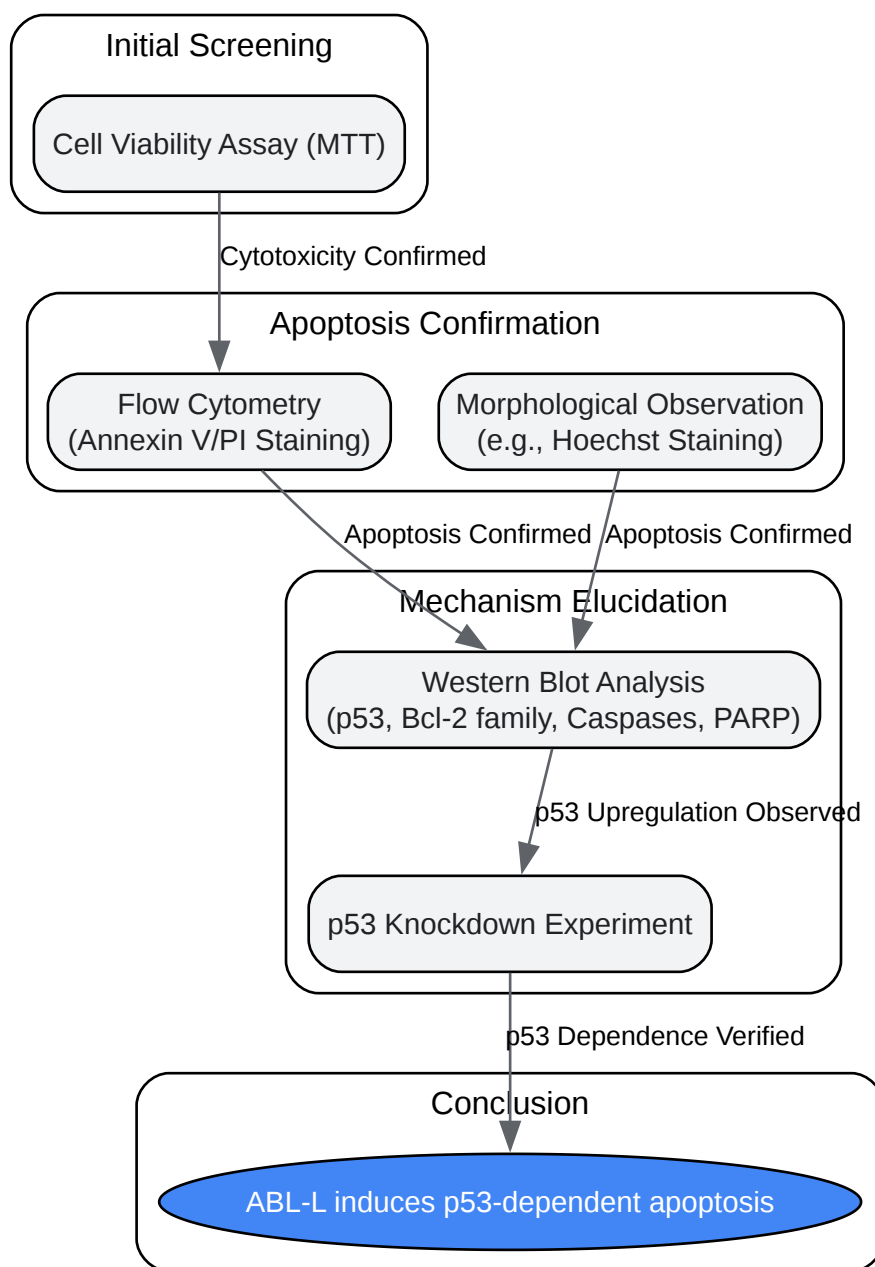 Initial Screening
Cell Viability Assay (MTT)
Cytotoxicity Confirmed
Apoptosis Confirmation
Flow Cytometry
(Annexin V/PI Staining)
Morphological Observation
(e.g., Hoechst Staining)
Apoptosis Confirmed
Apoptosis Confirmed
Mechanism Elucidation
Western Blot Analysis
(p53, Bcl-2 family, Caspases, PARP)
p53 Upregulation Observed
p53 Knockdown Experiment
p53 Dependence Verified
Conclusion
ABL-L induces p53-dependent apoptosis